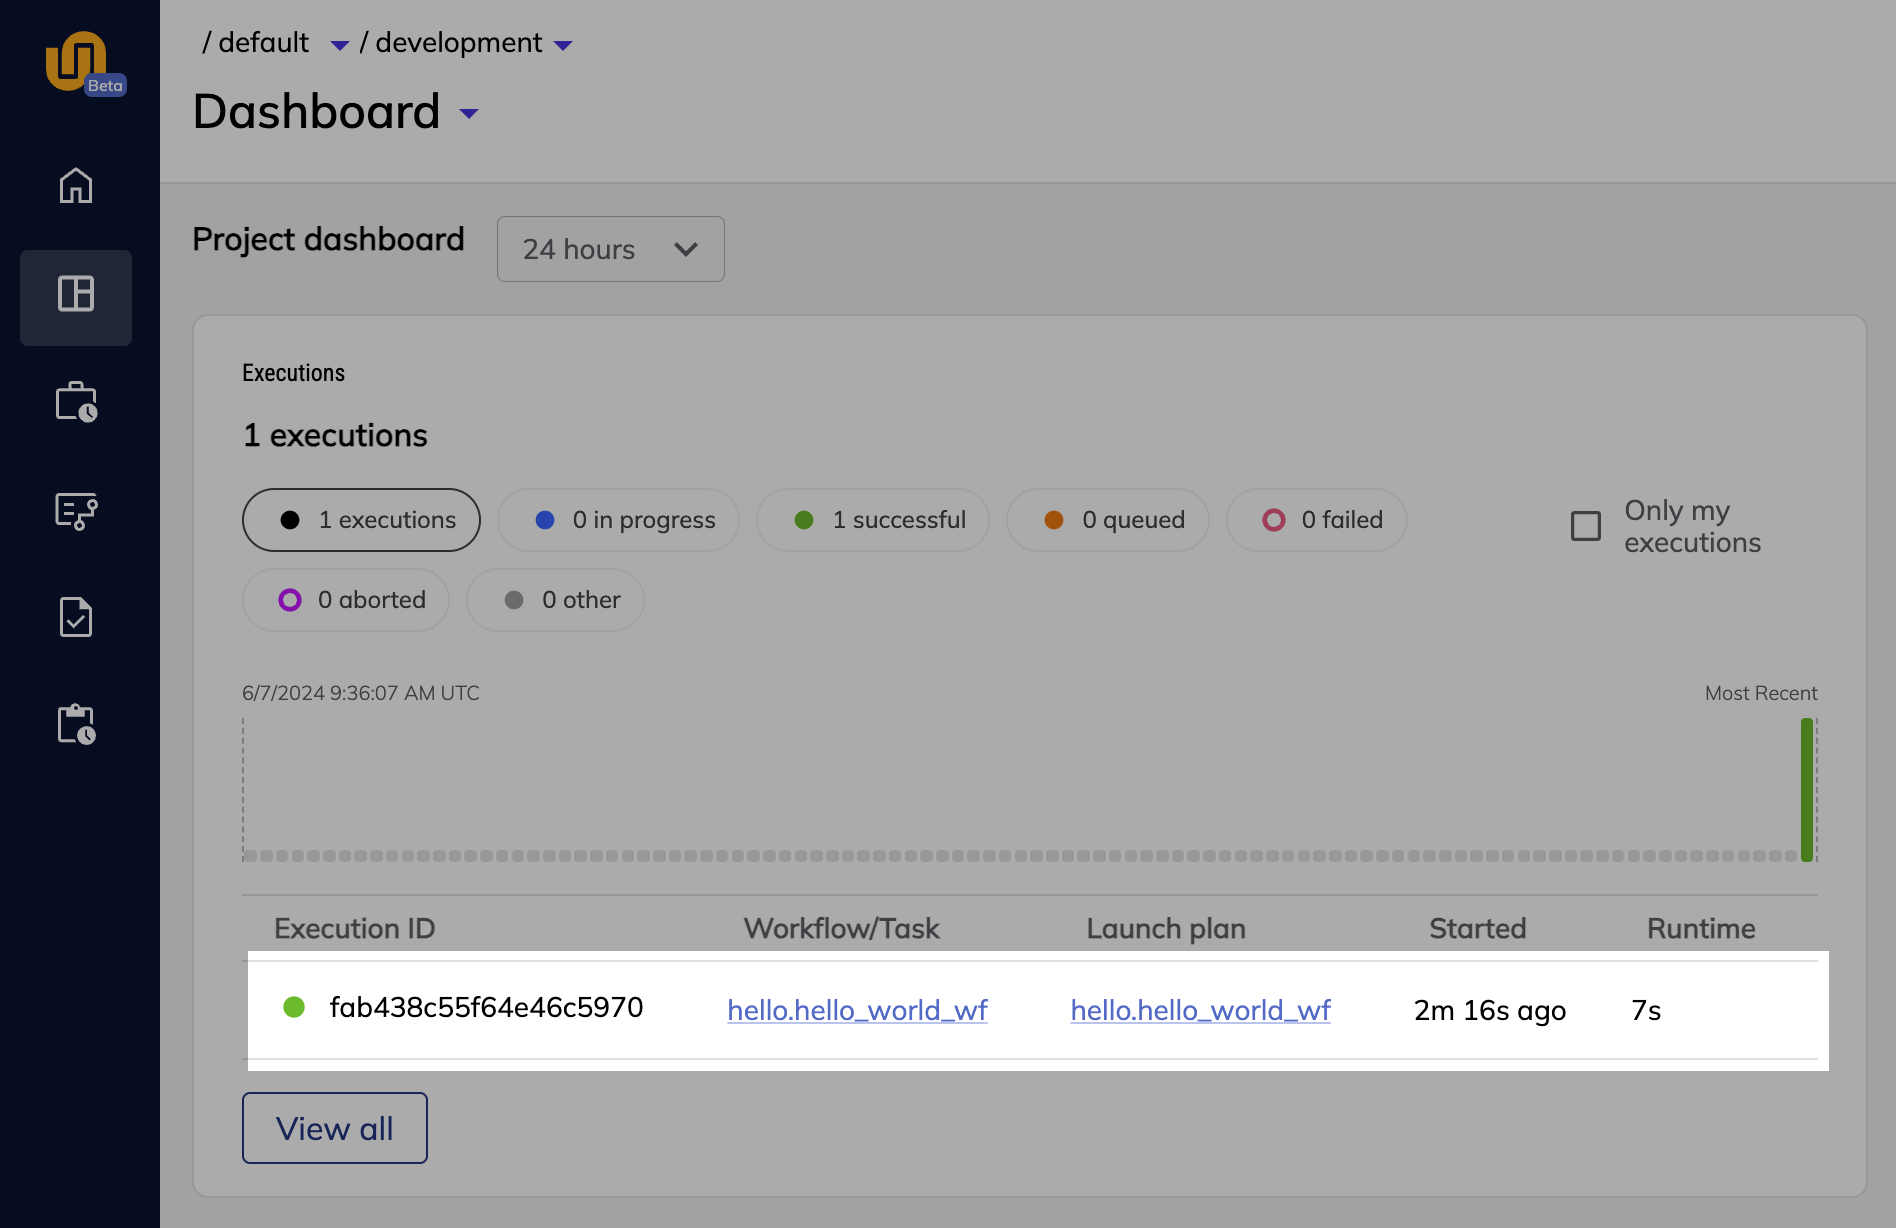 / default / development
Beta
Dashboard
Project dashboard
24 hours
Executions
1 executions
1 executions
0 in progress
1 successful
0 queued
0 failed
Only my
executions
0 aborted
0 other
6/7/2024 9:36:07 AM UTC
Most Recent
Execution ID Workflow/Task Launch plan Started Runtime
fab438c55f64e46c5970 hello.hello_world_wf hello.hello_world_wf 2m 16s ago 7s
View all